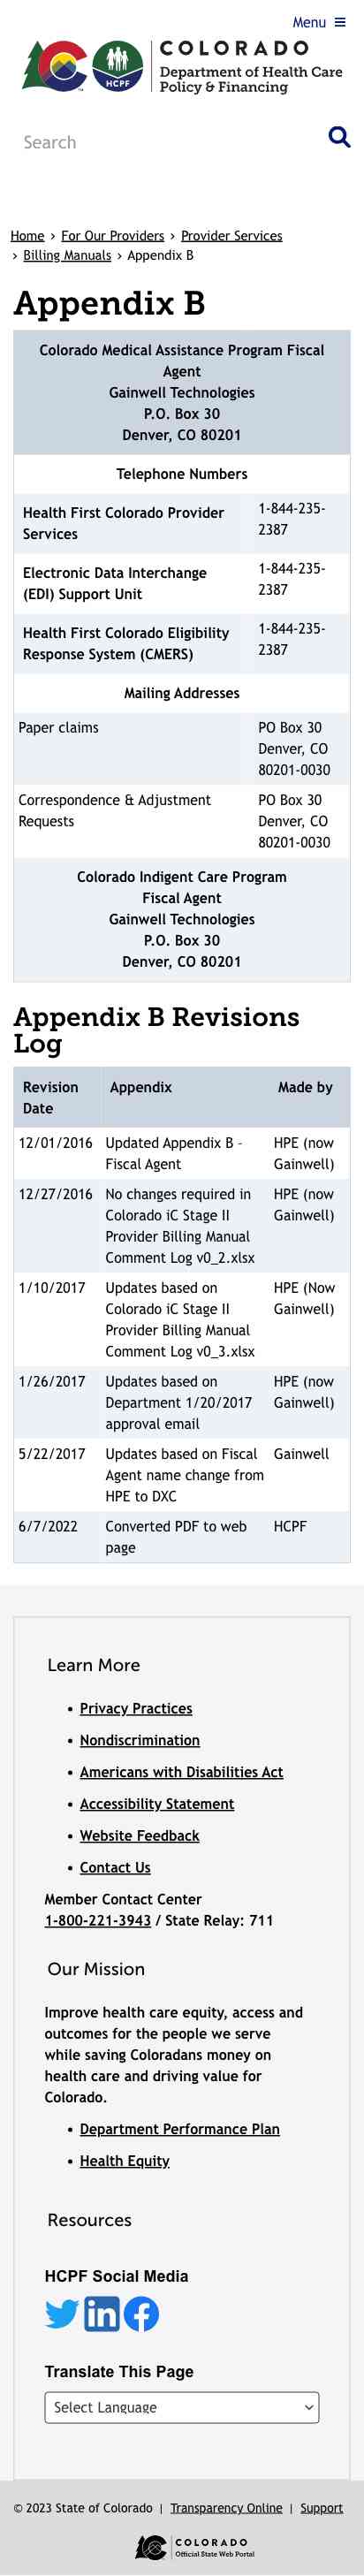 Menu
COLORADO
Department of Health Care
Policy & Financing
HCPF
Search
Home › For Our Providers › Provider Services
› Billing Manuals › Appendix B
Appendix B
Colorado Medical Assistance Program Fiscal
Agent
Gainwell Technologies
P.O. Box 30
Denver, CO 80201
Telephone Numbers
Health First Colorado Provider
Services
1-844-235-
2387
Electronic Data Interchange
(EDI) Support Unit
1-844-235-
2387
Health First Colorado Eligibility
Response System (CMERS)
1-844-235-
2387
Mailing Addresses
Paper claims
PO Box 30
Denver, CO
80201-0030
Correspondence & Adjustment
Requests
PO Box 30
Denver, CO
80201-0030
Colorado Indigent Care Program
Fiscal Agent
Gainwell Technologies
P.O. Box 30
Denver, CO 80201
Appendix B Revisions
Log
Revision
Date
Appendix
Made by
12/01/2016
Updated Appendix B -
Fiscal Agent
HPE (now
Gainwell)
12/27/2016
No changes required in
Colorado iC Stage II
Provider Billing Manual
Comment Log v0_2.xlsx
HPE (now
Gainwell)
1/10/2017
Updates based on
Colorado iC Stage II
Provider Billing Manual
Comment Log v0_3.xlsx
HPE (Now
Gainwell)
1/26/2017
Updates based on
Department 1/20/2017
approval email
HPE (now
Gainwell)
5/22/2017
Updates based on Fiscal
Agent name change from
HPE to DXC
Gainwell
6/7/2022
Converted PDF to web
page
HCPF
Learn More
• Privacy Practices
• Nondiscrimination
• Americans with Disabilities Act
• Accessibility Statement
• Website Feedback
• Contact Us
Member Contact Center
1-800-221-3943 / State Relay: 711
Our Mission
Improve health care equity, access and
outcomes for the people we serve
while saving Coloradans money on
health care and driving value for
Colorado.
• Department Performance Plan
• Health Equity
Resources
HCPF Social Media
Translate This Page
Select Language
© 2023 State of Colorado | Transparency Online | Support
COLORADO
Official State Web Portal